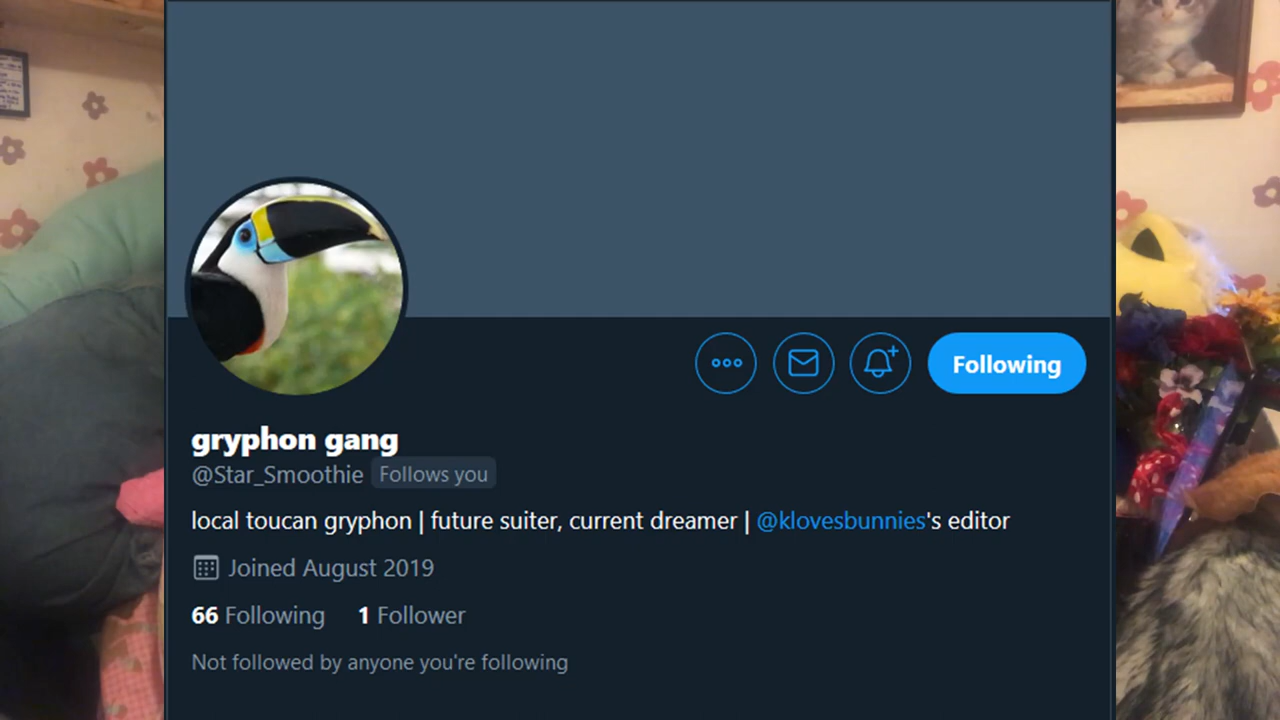 Following
gryphon gang
@Star_Smoothie Follows you
local toucan gryphon | future suiter, current dreamer | @klovesbunnies's editor
Joined August 2019
66 Following 1 Follower
Not followed by anyone you're following